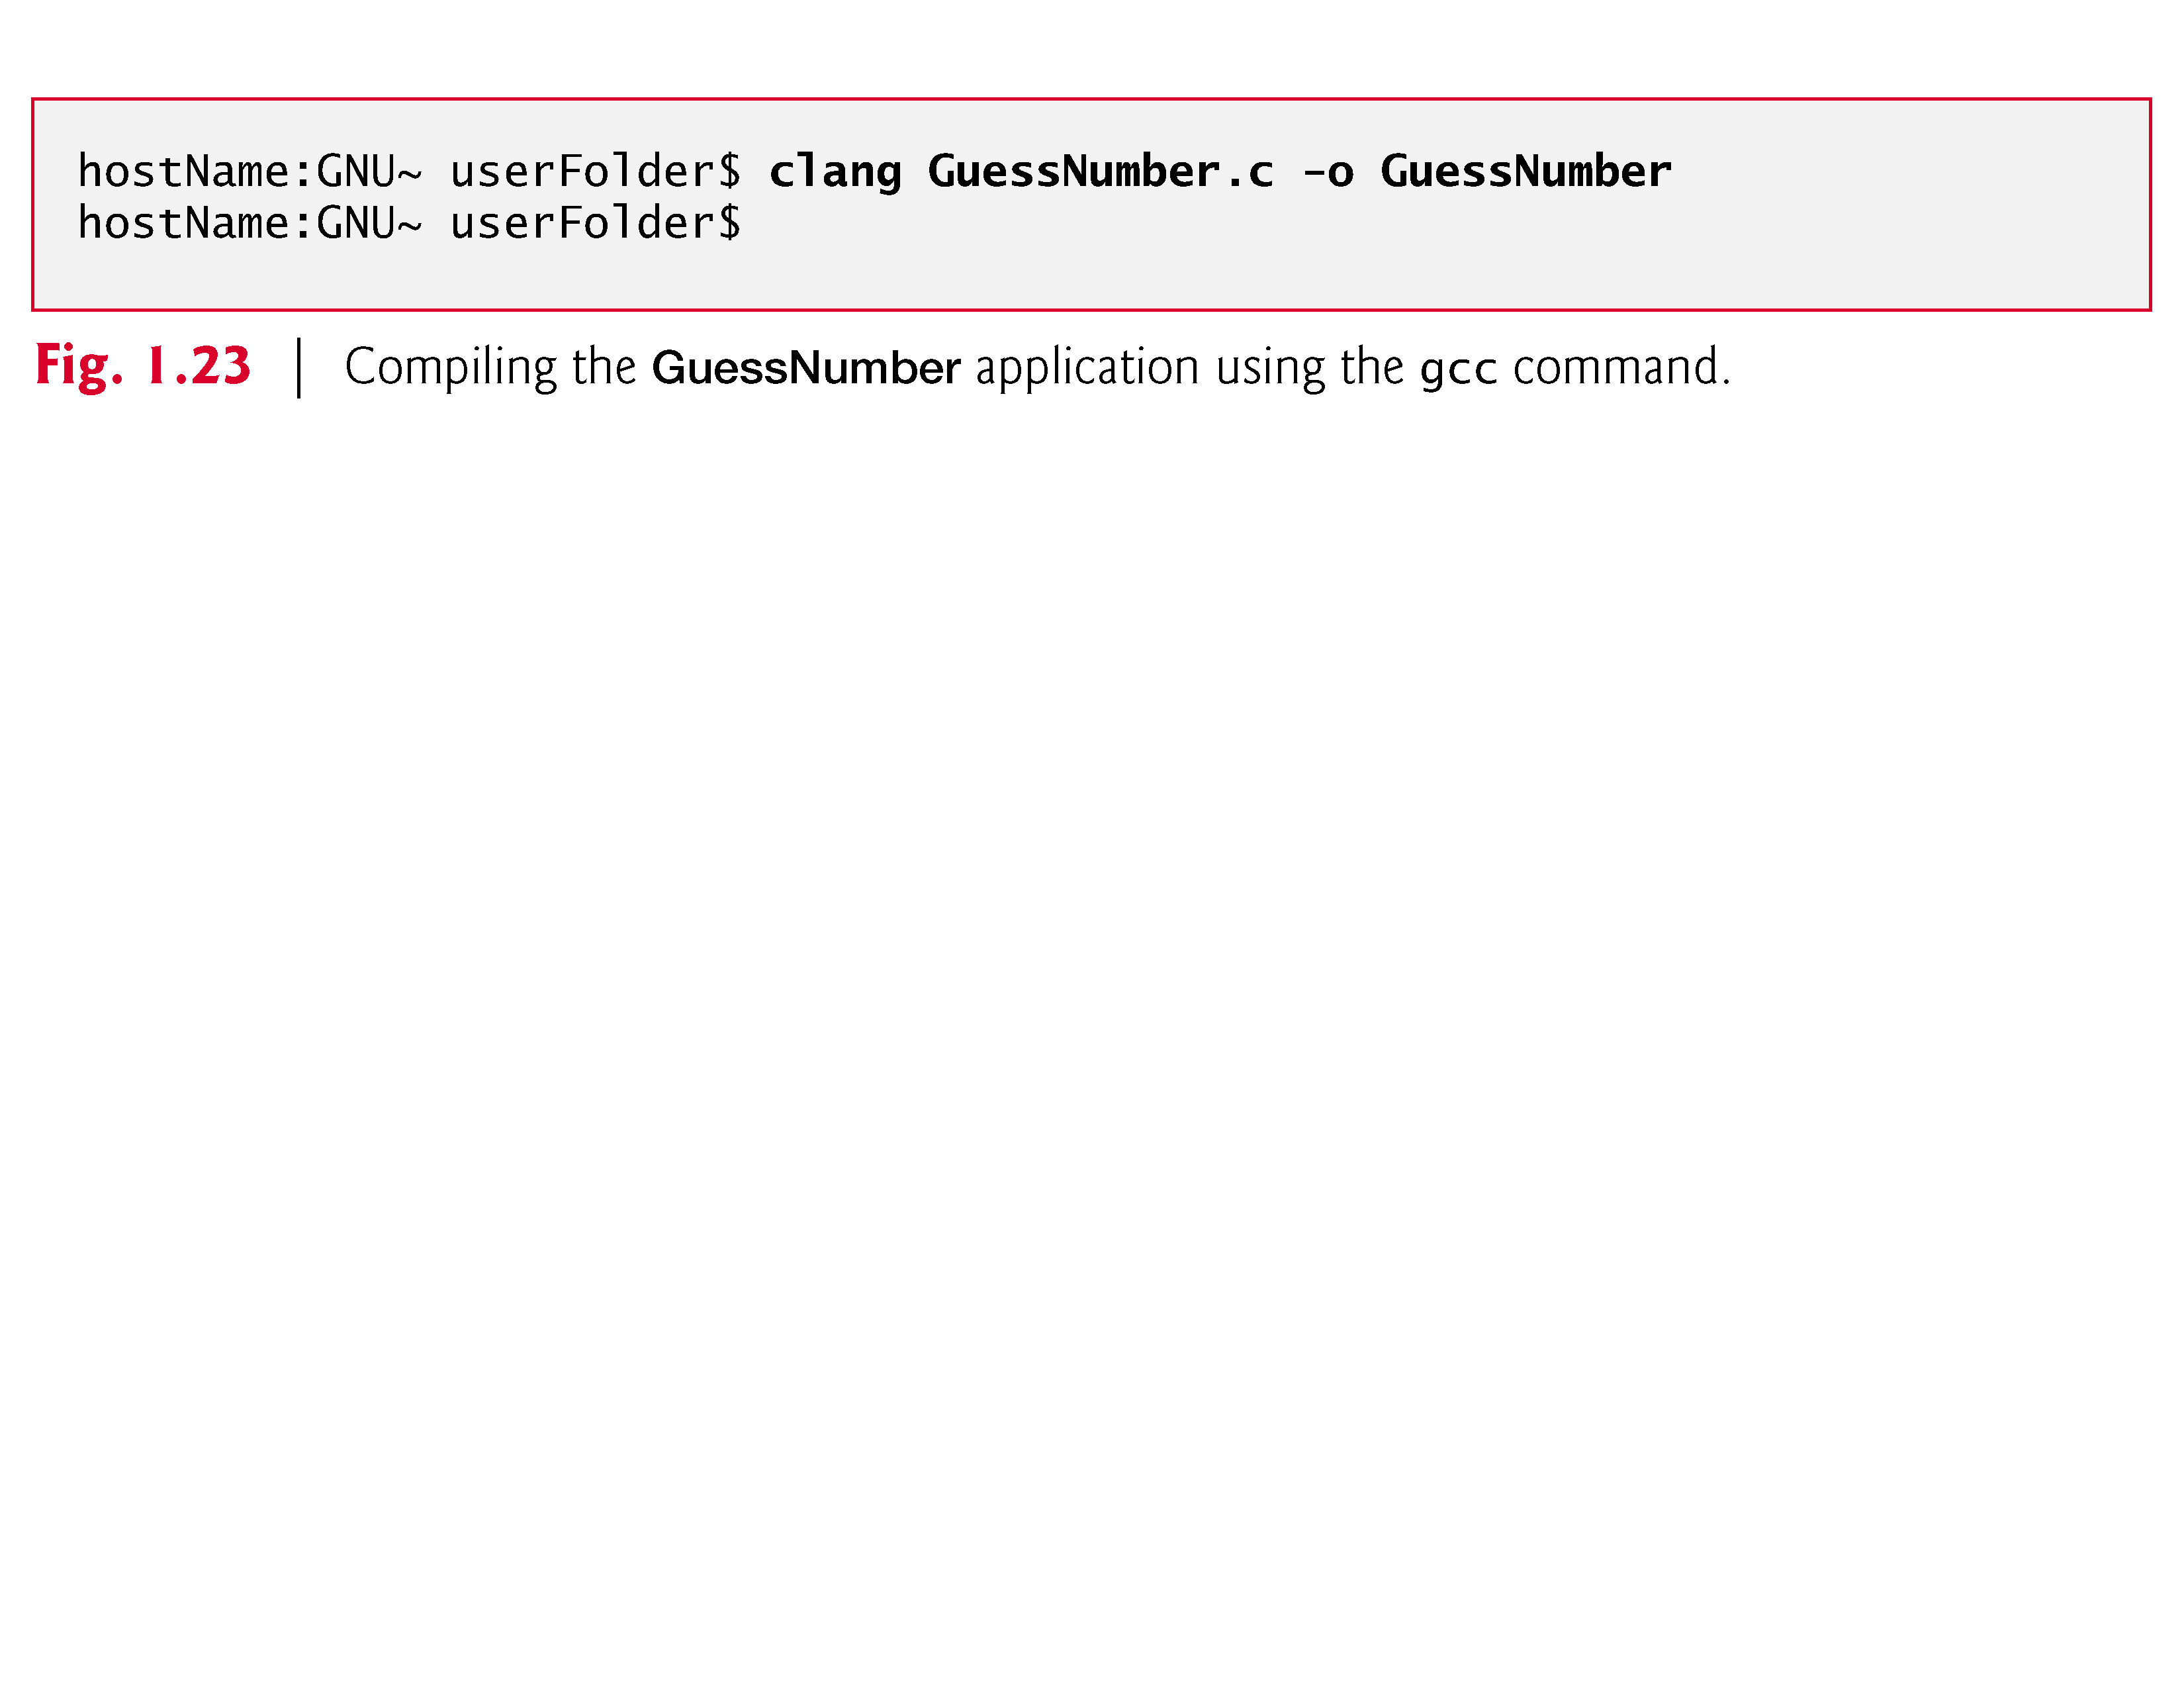 hostName:GNU~ userFolder$ clang GuessNumber.c -o GuessNumber
hostName:GNU~ userFolder$
Fig. 1.23 | Compiling the GuessNumber application using the gcc command.